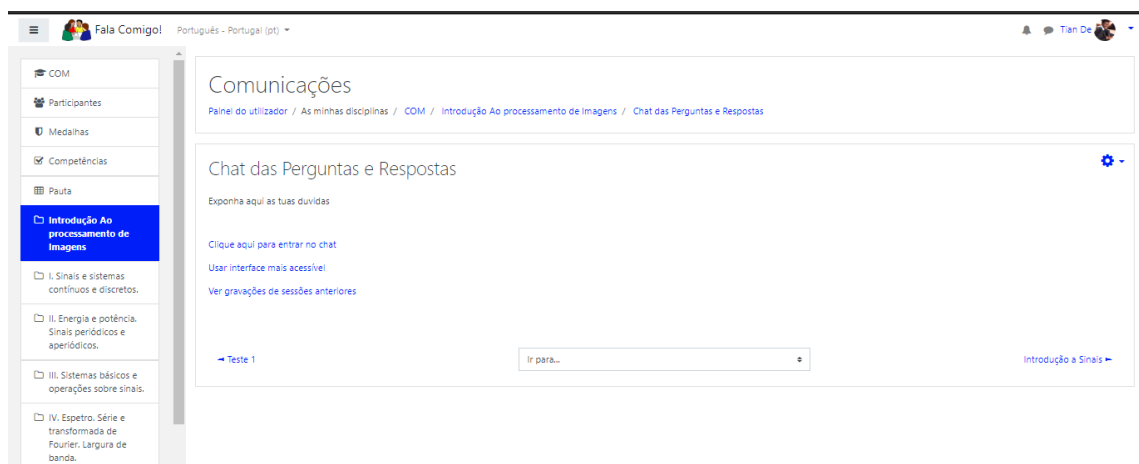 Fala Comigo! Português - Portugal (pt) Tian De
COM
Participantes
Medalhas
Competências
Pauta
Introdução Ao
processamento de
Imagens
I. Sinais e sistemas
contínuos e discretos.
II. Energia e potência.
Sinais periódicos e
aperiódicos.
III. Sistemas básicos e
operações sobre sinais.
IV. Espetro. Série e
transformada de
Fourier. Largura de
banda.
Comunicações
Painel do utilizador / As minhas disciplinas / COM / Introdução Ao processamento de Imagens / Chat das Perguntas e Respostas
Chat das Perguntas e Respostas
Exponha aqui as tuas duvidas
Clique aqui para entrar no chat
Usar interface mais acessível
Ver gravações de sessões anteriores
◄ Teste 1 Ir para... Introdução a Sinais ►